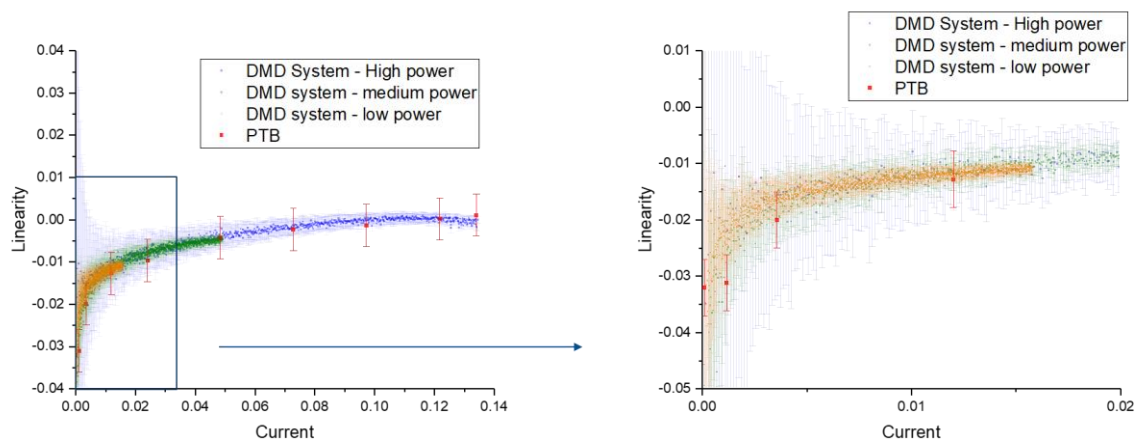 DMD System - High power
DMD system - medium power
DMD system - low power
PTB
0.04
0.03
0.02
0.01
0.00
-0.01
-0.02
-0.03
-0.04
Linearity
0.00 0.02 0.04 0.06 0.08 0.10 0.12 0.14
Current
DMD System - High power
DMD system - medium power
DMD system - low power
PTB
0.01
0.00
-0.01
-0.02
-0.03
-0.04
-0.05
Linearity
0.00 0.01 0.02
Current